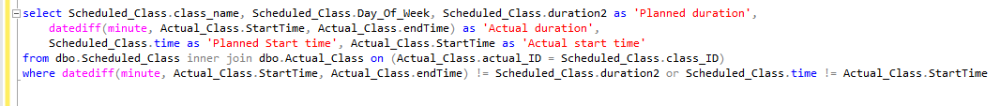 select Scheduled_Class.class_name, Scheduled_Class.Day_Of_Week, Scheduled_Class.duration2 as 'Planned duration',
datediff(minute, Actual_Class.StartTime, Actual_Class.endTime) as 'Actual duration',
Scheduled_Class.time as 'Planned Start time', Actual_Class.StartTime as 'Actual start time'
from dbo.Scheduled_Class inner join dbo.Actual_Class on (Actual_Class.actual_ID = Scheduled_Class.class_ID)
where datediff(minute, Actual_Class.StartTime, Actual_Class.endTime) != Scheduled_Class.duration2 or Scheduled_Class.time != Actual_Class.StartTime